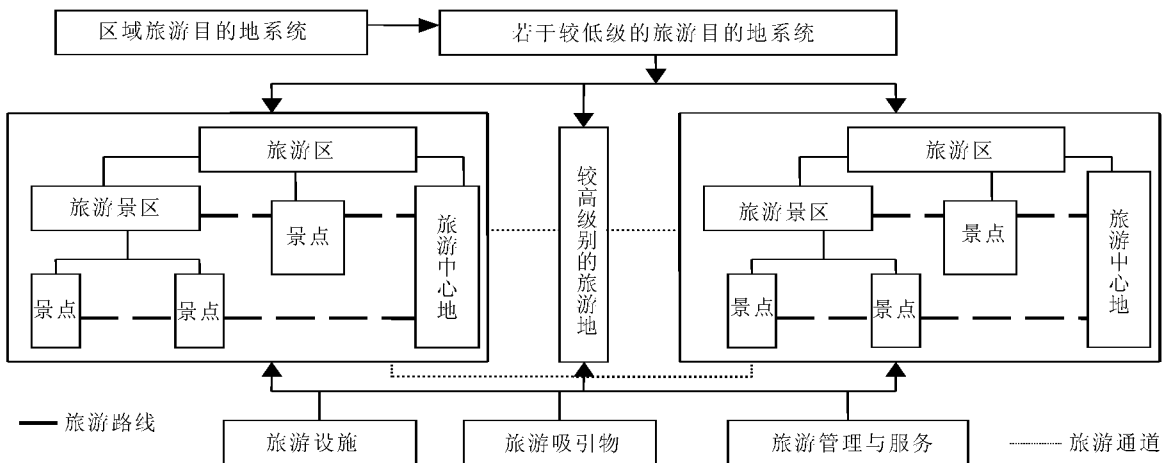 区域旅游目的地系统
若干较低级的旅游目的地系统
旅游区
旅游景区
景点
旅游中心地
景点
景点
较高级别的旅游地
旅游区
旅游景区
景点
旅游中心地
景点
景点
旅游路线
旅游设施
旅游吸引物
旅游管理与服务
旅游通道